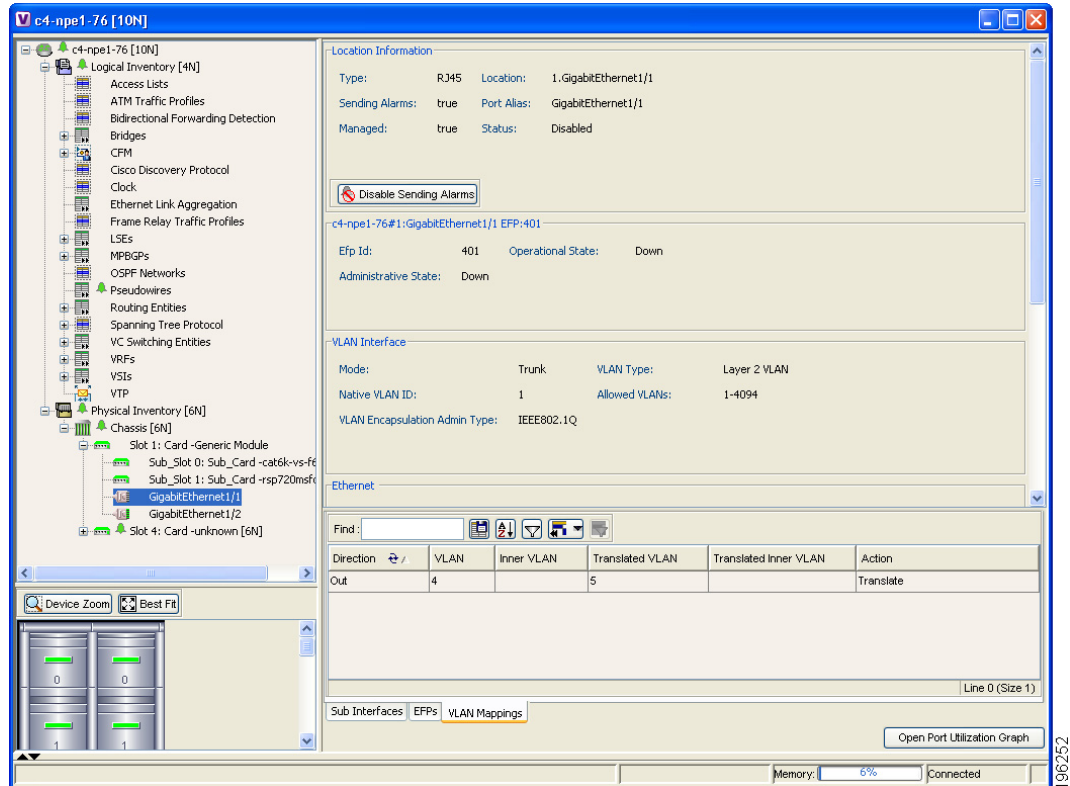 c4-npe1-76 [10N]
c4-npe1-76 [10N]
Logical Inventory [4N]
Access Lists
ATM Traffic Profiles
Bidirectional Forwarding Detection
Bridges
CFM
Cisco Discovery Protocol
Clock
Ethernet Link Aggregation
Frame Relay Traffic Profiles
LSEs
MPBGPs
OSPF Networks
Pseudowires
Routing Entities
Spanning Tree Protocol
VC Switching Entities
VRFs
VSIs
VTP
Physical Inventory [6N]
Chassis [6N]
Slot 1: Card -Generic Module
Sub_Slot 0: Sub_Card -cat6k-vs-f6
Sub_Slot 1: Sub_Card -rsp720msfc
GigabitEthernet1/1
GigabitEthernet1/2
Slot 4: Card -unknown [6N]
Device Zoom Best Fit
0 0
1 1
Location Information
Type: RJ45 Location: 1.GigabitEthernet1/1
Sending Alarms: true Port Alias: GigabitEthernet1/1
Managed: true Status: Disabled
Disable Sending Alarms
c4-npe1-76#1:GigabitEthernet1/1 EFP:401
Efp Id: 401 Operational State: Down
Administrative State: Down
VLAN Interface
Mode: Trunk VLAN Type: Layer 2 VLAN
Native VLAN ID: 1 Allowed VLANs: 1-4094
VLAN Encapsulation Admin Type: IEEE802.1Q
Ethernet
Find :
Direction VLAN Inner VLAN Translated VLAN Translated Inner VLAN Action
Out 4 5 Translate
Line 0 (Size 1)
Sub Interfaces EFPs VLAN Mappings
Open Port Utilization Graph
Memory: 6% Connected
196252